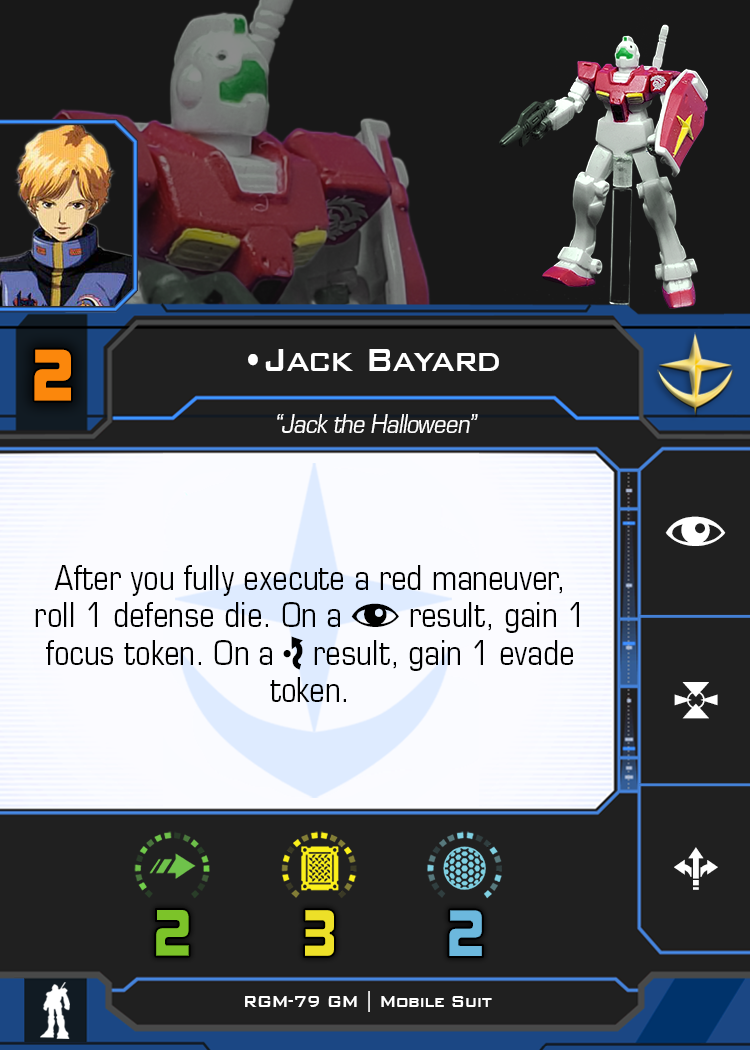 2
•Jack Bayard
“Jack the Halloween”
After you fully execute a red maneuver,
roll 1 defense die. On a result, gain 1
focus token. On a result, gain 1 evade
token.
2 3 2
RGM-79 GM | Mobile Suit